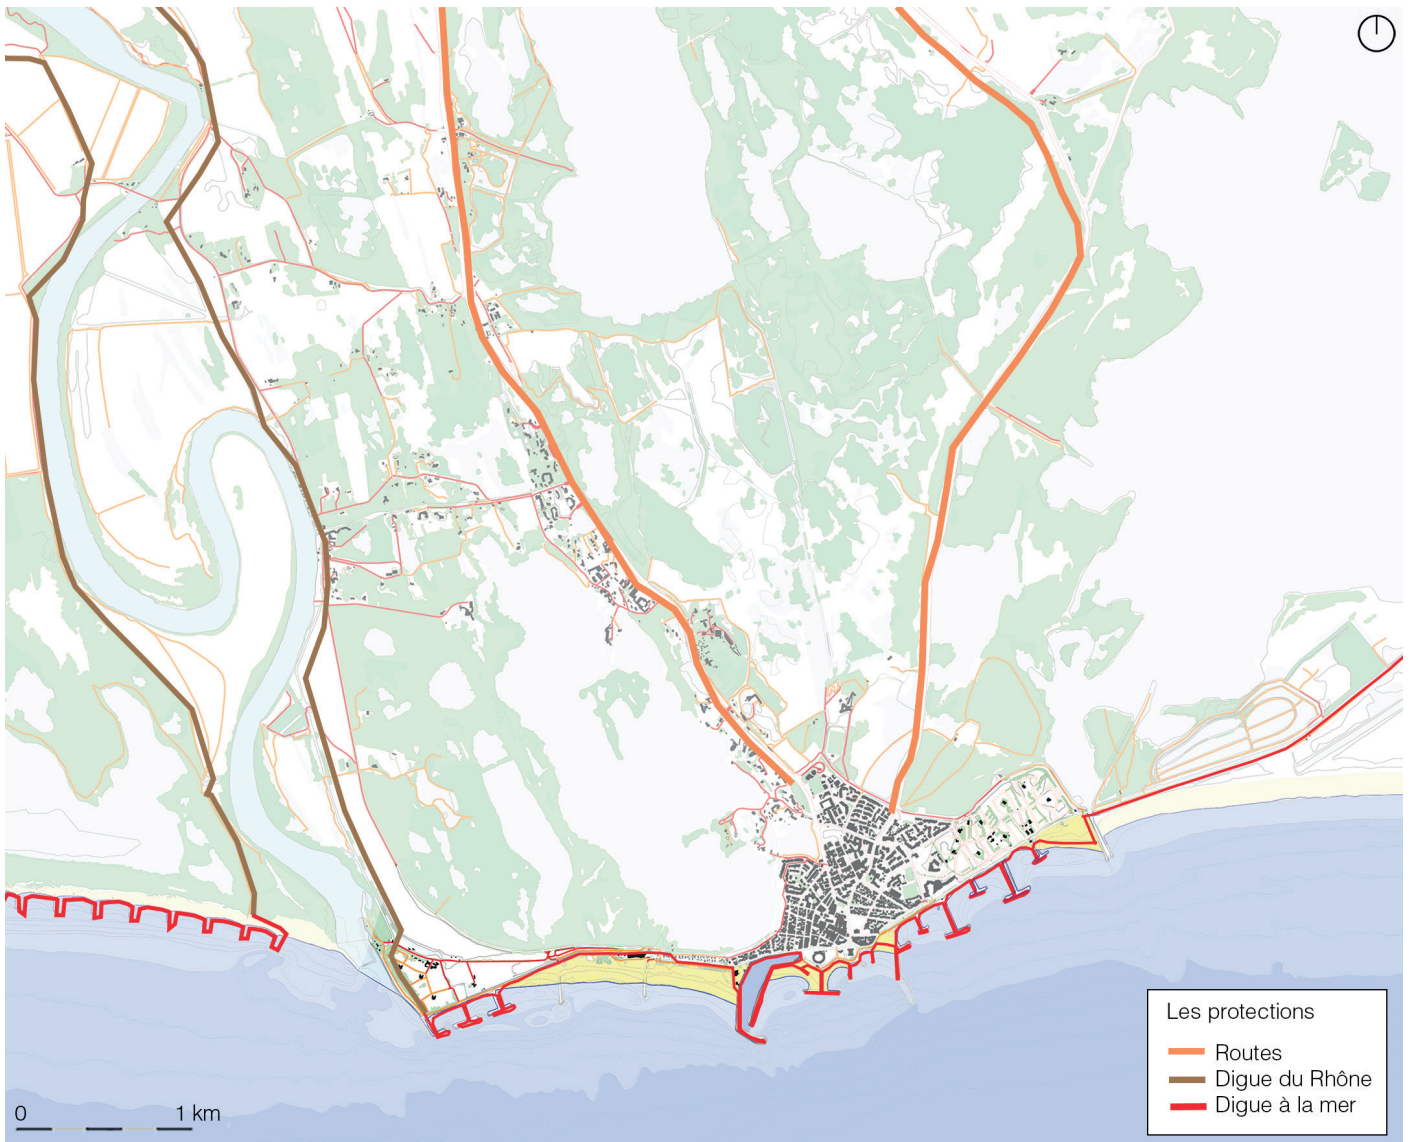 Les protections
Routes
Digue du Rhône
Digue à la mer
0 1 km